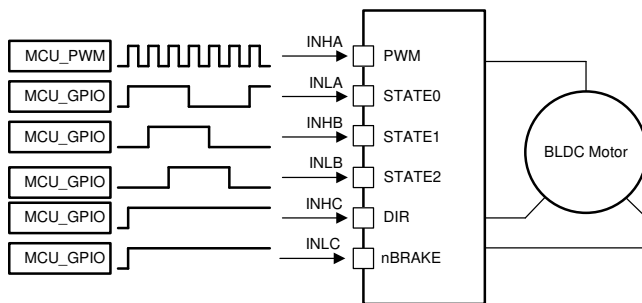 MCU_PWM INHA PWM
MCU_GPIO INLA STATE0
MCU_GPIO INHB STATE1
MCU_GPIO INLB STATE2
MCU_GPIO INHC DIR
MCU_GPIO INLC nBRAKE
BLDC Motor